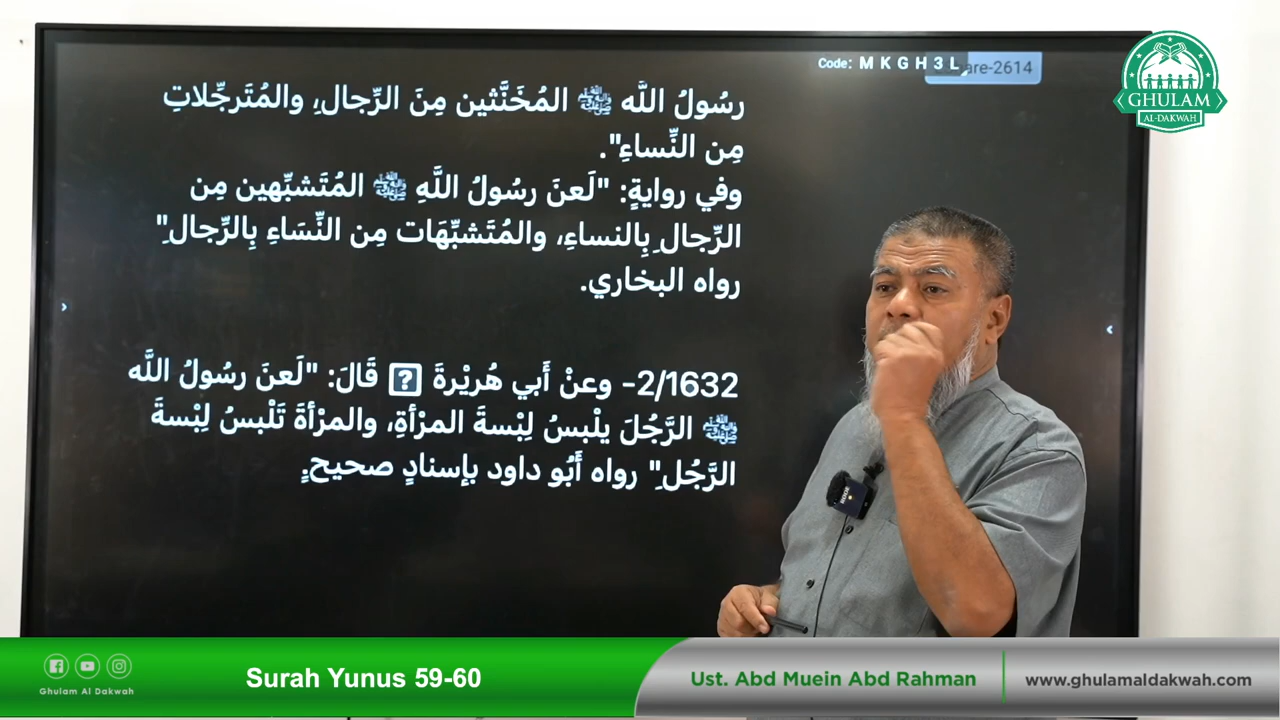 Code: M K G H 3 L
are-2614
GHULAM
AL-DAKWAH
رسُولُ اللَّه ﷺ المُخَنَّثين مِنَ الرِّجالِ، والمُتَرجِّلاتِ
مِن النِّساءِ".
وفي روايةٍ: "لَعنَ رسُولُ اللَّهِ ﷺ المُتَشبِّهين مِن
الرِّجالِ بِالنساءِ، والمُتَشبِّهَات مِن النِّسَاءِ بِالرِّجالِ"
رواه البخاري.
2/1632- وعنْ أَبي هُريْرةَ ? قَالَ: "لَعنَ رسُولُ اللَّه
ﷺ الرَّجُلَ يلْبسُ لِبْسةَ المرْأةِ، والمرْأةَ تَلْبسُ لِبْسةَ
الرَّجُلِ" رواه أَبُو داود بإسنادٍ صحيحٍ.
Ghulam Al Dakwah
Surah Yunus 59-60
Ust. Abd Muein Abd Rahman
www.ghulamaldakwah.com